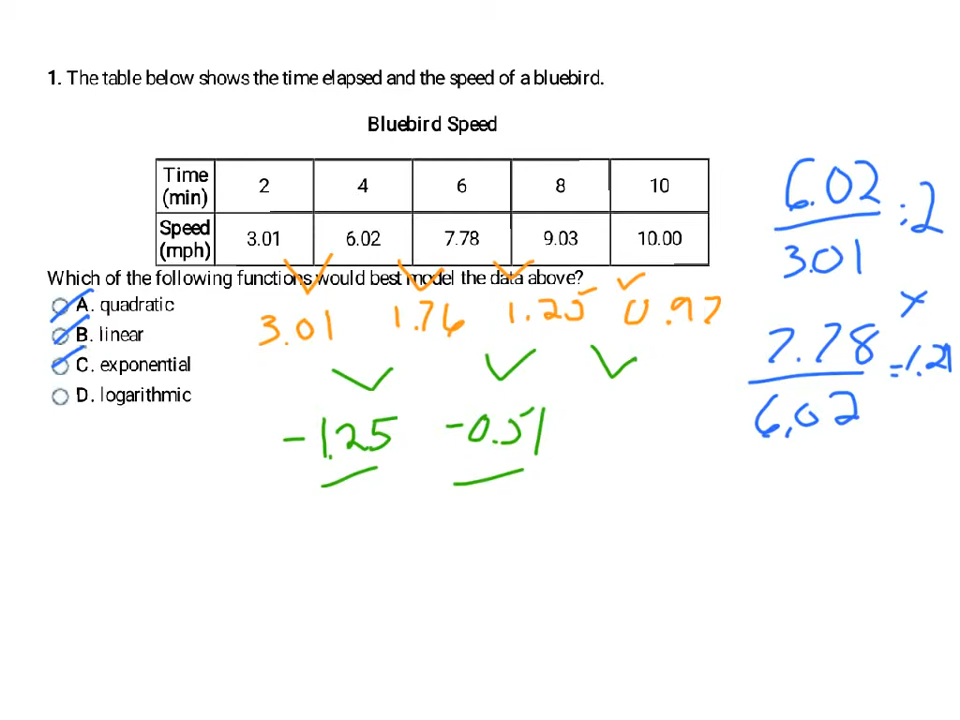 1. The table below shows the time elapsed and the speed of a bluebird.
Bluebird Speed
Time (min) 2 4 6 8 10
Speed (mph) 3.01 6.02 7.78 9.03 10.00
Which of the following functions would best model the data above?
A. quadratic
B. linear
C. exponential
D. logarithmic
3.01 1.76 1.25 0.97
-1.25 -0.51
6.02
3.01
:2
≠
7.78
6.02
=1.29